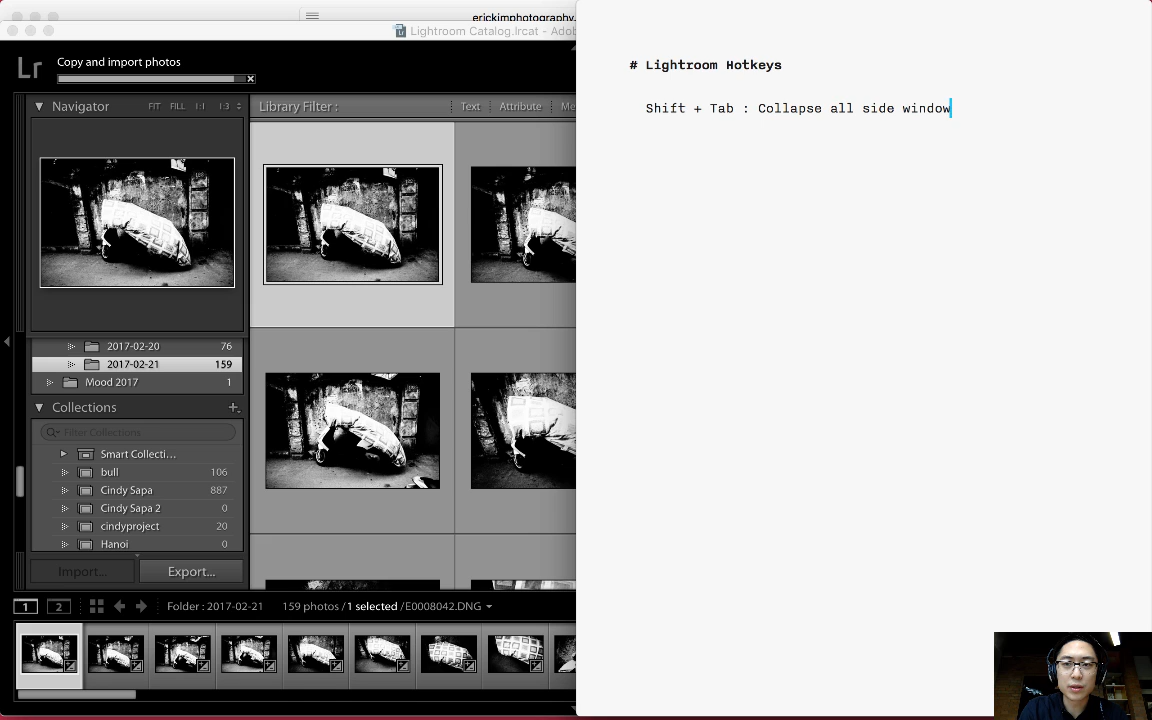 erickimphotography.
Lightroom Catalog.lrcat - Adob
Lr
Copy and import photos
Navigator FIT FILL 1:1 1:3
Library Filter : Text Attribute Me
# Lightroom Hotkeys
Shift + Tab : Collapse all side window
2017-02-20 76
2017-02-21 159
Mood 2017 1
Collections
Filter Collections
Smart Collecti...
bull 106
Cindy Sapa 887
Cindy Sapa 2 0
cindyproject 20
Hanoi 0
Import... Export...
1 2 Folder : 2017-02-21 159 photos / 1 selected / E0008042.DNG